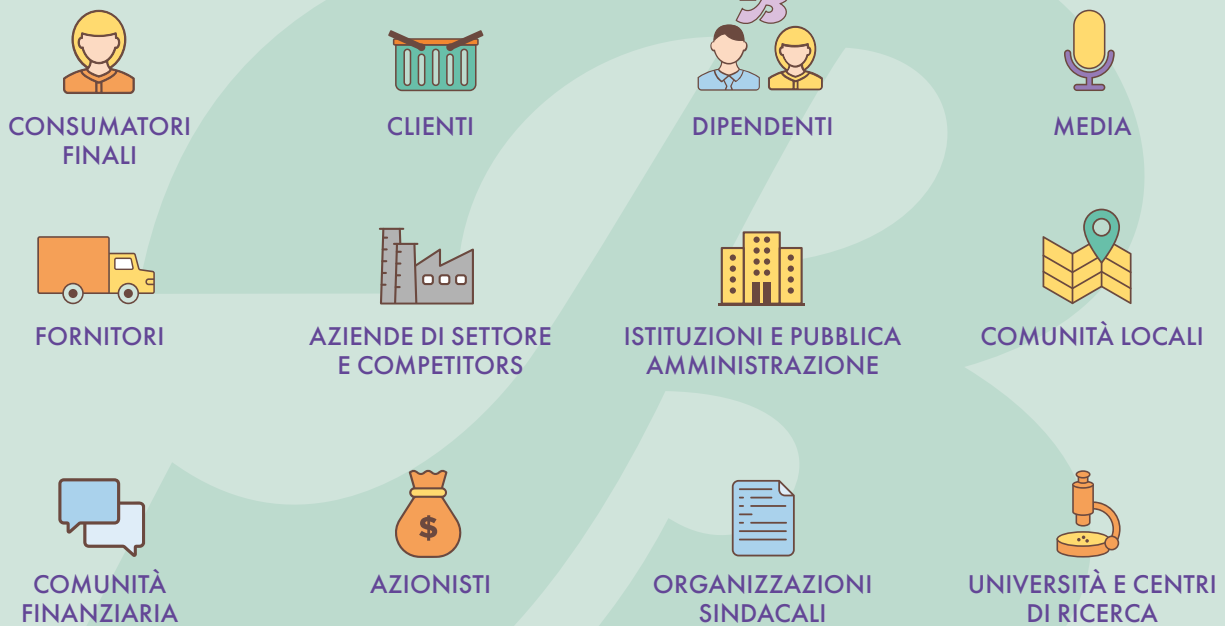 CONSUMATORI
FINALI
CLIENTI
DIPENDENTI
MEDIA
FORNITORI
AZIENDE DI SETTORE
E COMPETITORS
ISTITUZIONI E PUBBLICA
AMMINISTRAZIONE
COMUNITÀ LOCALI
COMUNITÀ
FINANZIARIA
$
AZIONISTI
ORGANIZZAZIONI
SINDACALI
UNIVERSITÀ E CENTRI
DI RICERCA